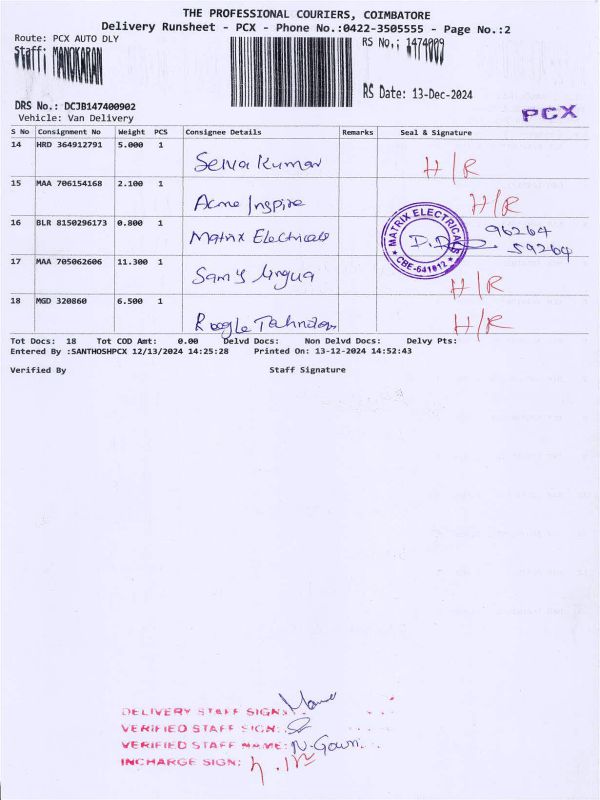 THE PROFESSIONAL COURIERS, COIMBATORE
Delivery Runsheet - PCX - Phone No.:0422-3505555 - Page No.:2
Route: PCX AUTO DLY
RS No.: 1474009
Staff: MANOKARAN
RS Date: 13-Dec-2024
DRS No.: DCJB147400902
PCX
Vehicle: Van Delivery
S No Consignment No Weight PCS Consignee Details Remarks Seal & Signature
14 HRD 364912791 5.000 1
Selva Kumar H/R
15 MAA 706154168 2.100 1
Acme Inspire H/R
16 BLR 8150296173 0.800 1
Matrix Electricals
MATRIX ELECTRICALS
CBE-641012
96264
59264
17 MAA 705062606 11.300 1
Sam's Lingua H/R
18 MGD 320860 6.500 1
H/R
Tot Docs: 18 Tot COD Amt: 0.00 Delvd Docs: Non Delvd Docs: Delvy Pts:
Entered By :SANTHOSHPCX 12/13/2024 14:25:28 Printed On: 13-12-2024 14:52:43
Verified By Staff Signature
DELIVERY STAFF SIGN:
VERIFIED STAFF SIGN:
VERIFIED STAFF NAME: N. Gowri
INCHARGE SIGN: